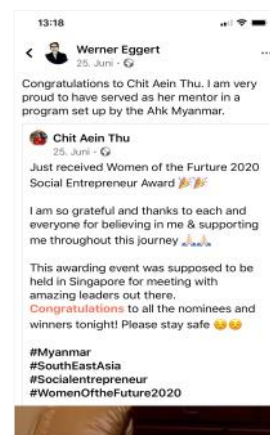 13:18
Werner Eggert
25. Juni ·
Congratulations to Chit Aein Thu. I am very
proud to have served as her mentor in a
program set up by the Ahk Myanmar.
Chit Aein Thu
25. Juni ·
Just received Women of the Furture 2020
Social Entrepreneur Award 🎉🎉
I am so grateful and thanks to each and
everyone for believing in me & supporting
me throughout this journey 🙏🙏
This awarding event was supposed to be
held in Singapore for meeting with
amazing leaders out there.
Congratulations to all the nominees and
winners tonight! Please stay safe 😊😊
#Myanmar
#SouthEastAsia
#Socialentrepreneur
#WomenOftheFuture2020